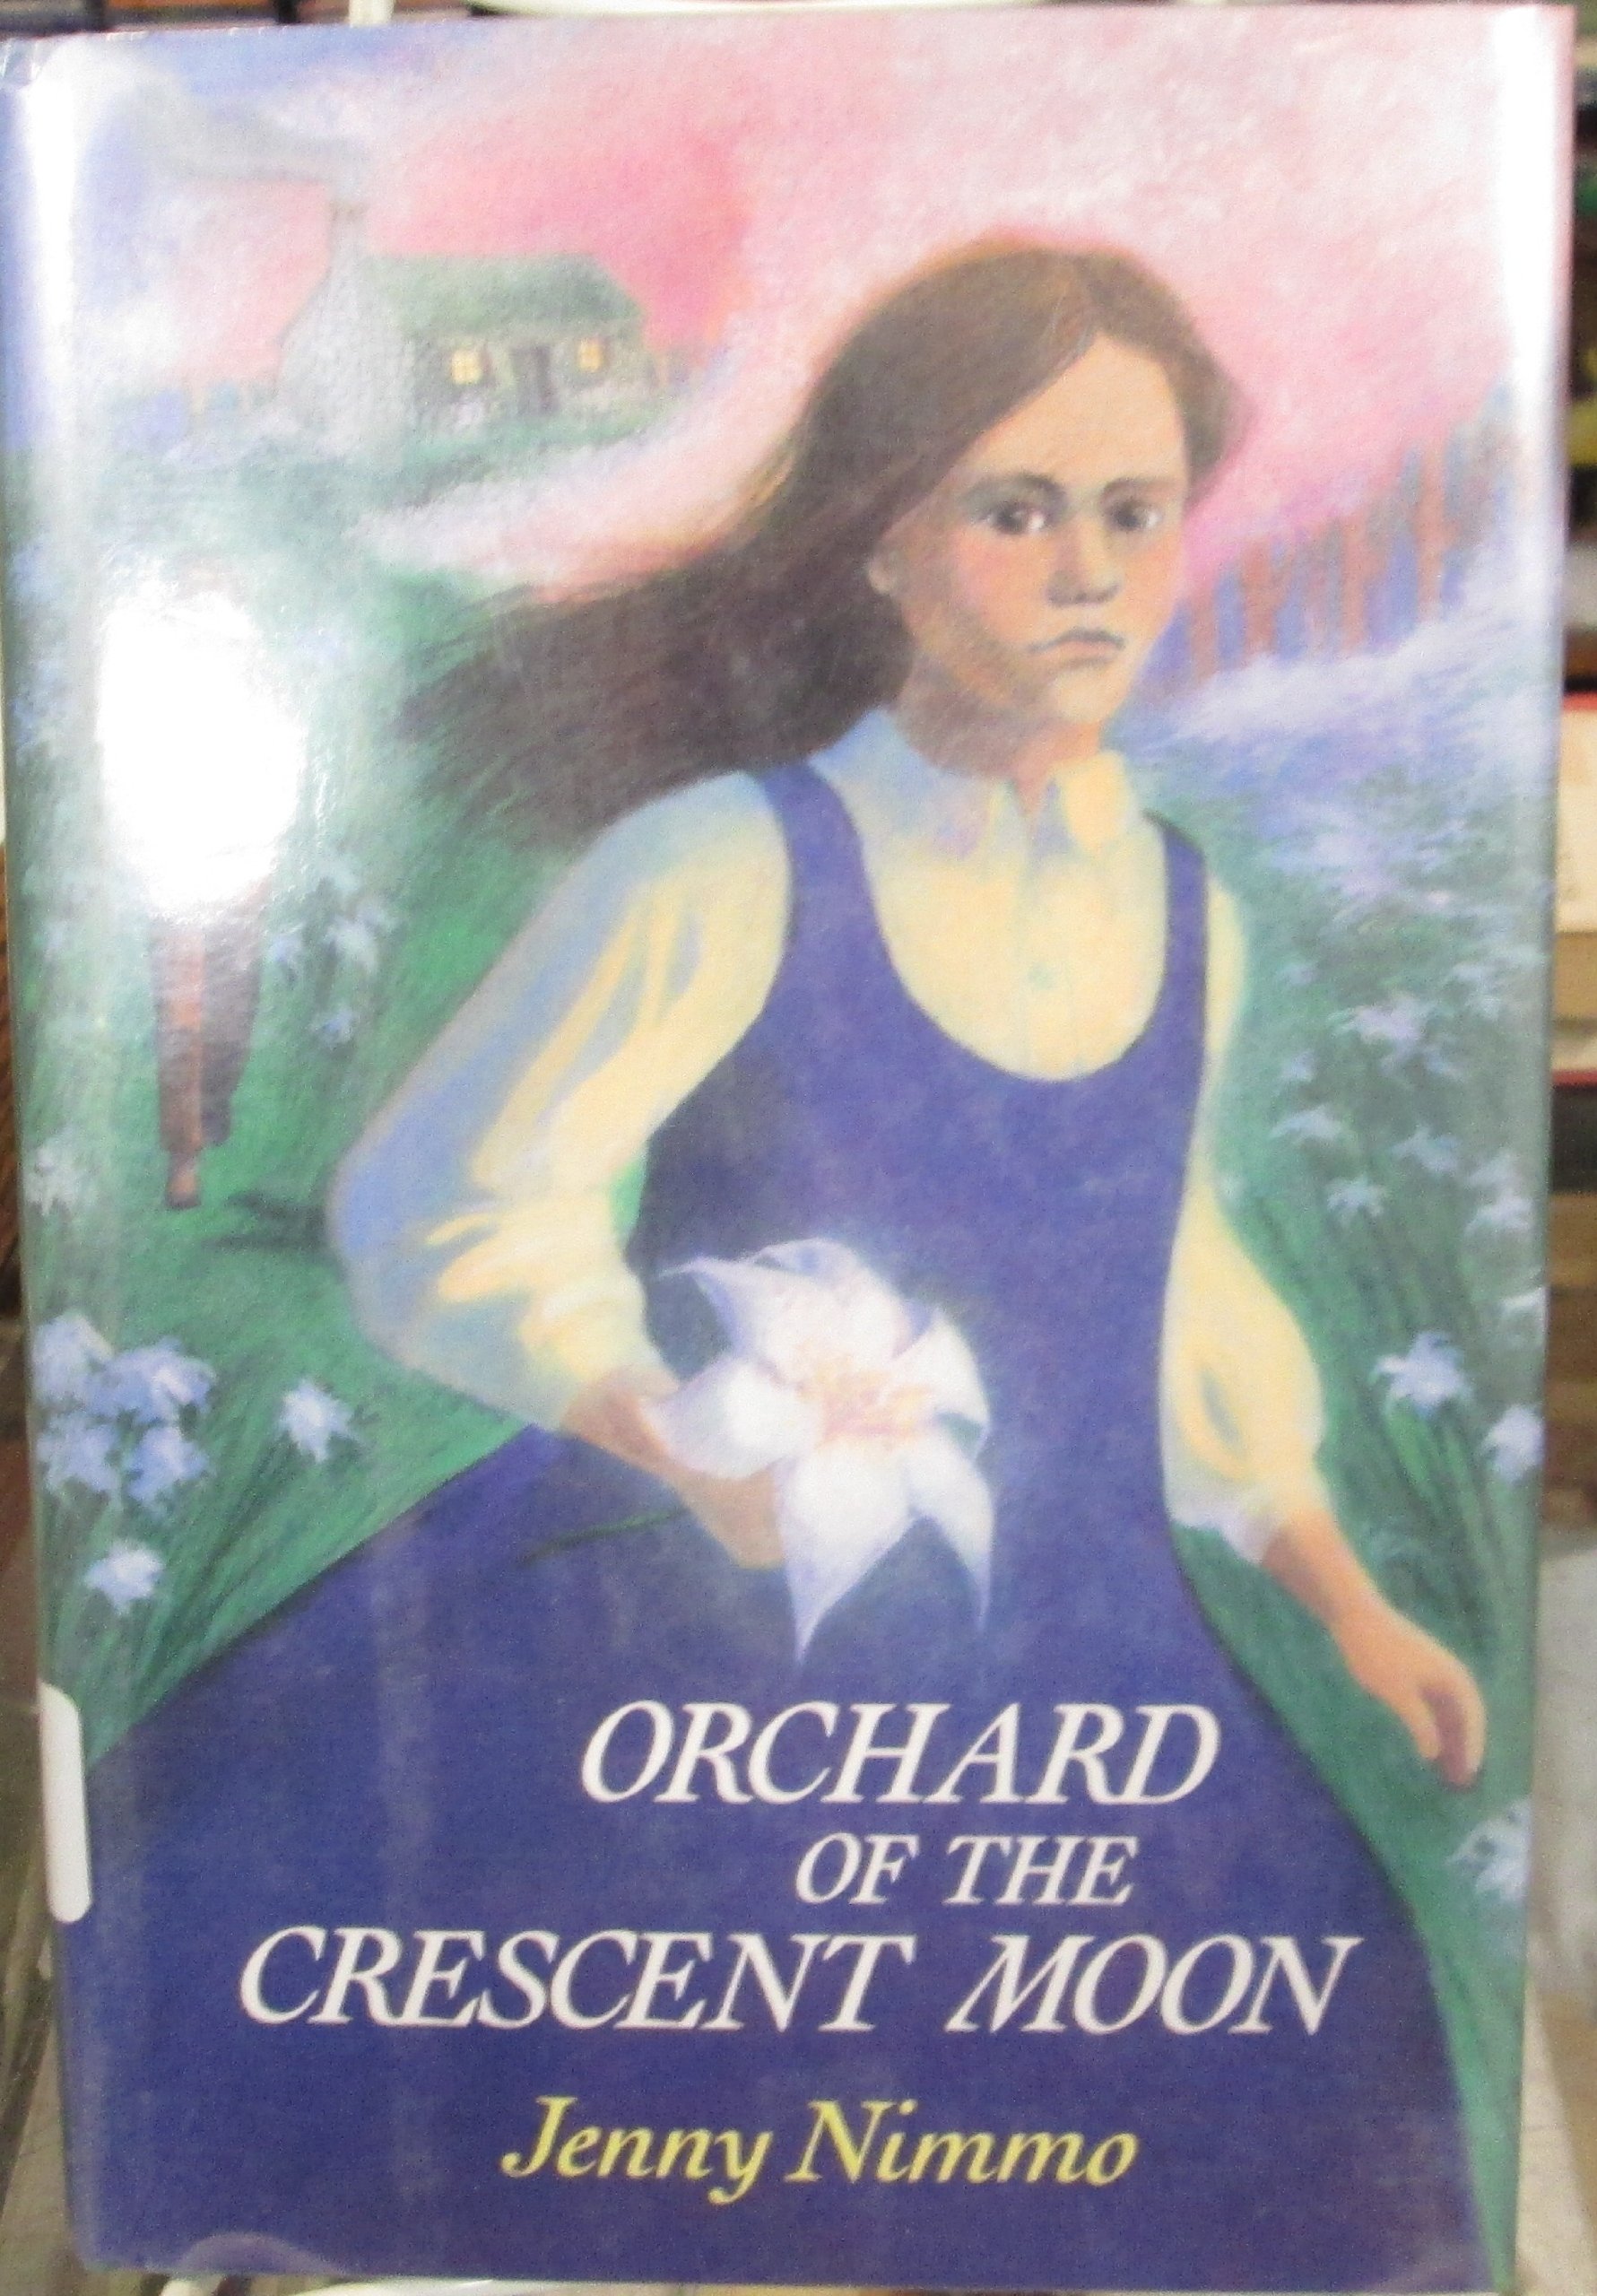 ORCHARD
OF THE
CRESCENT MOON
Jenny Nimmo